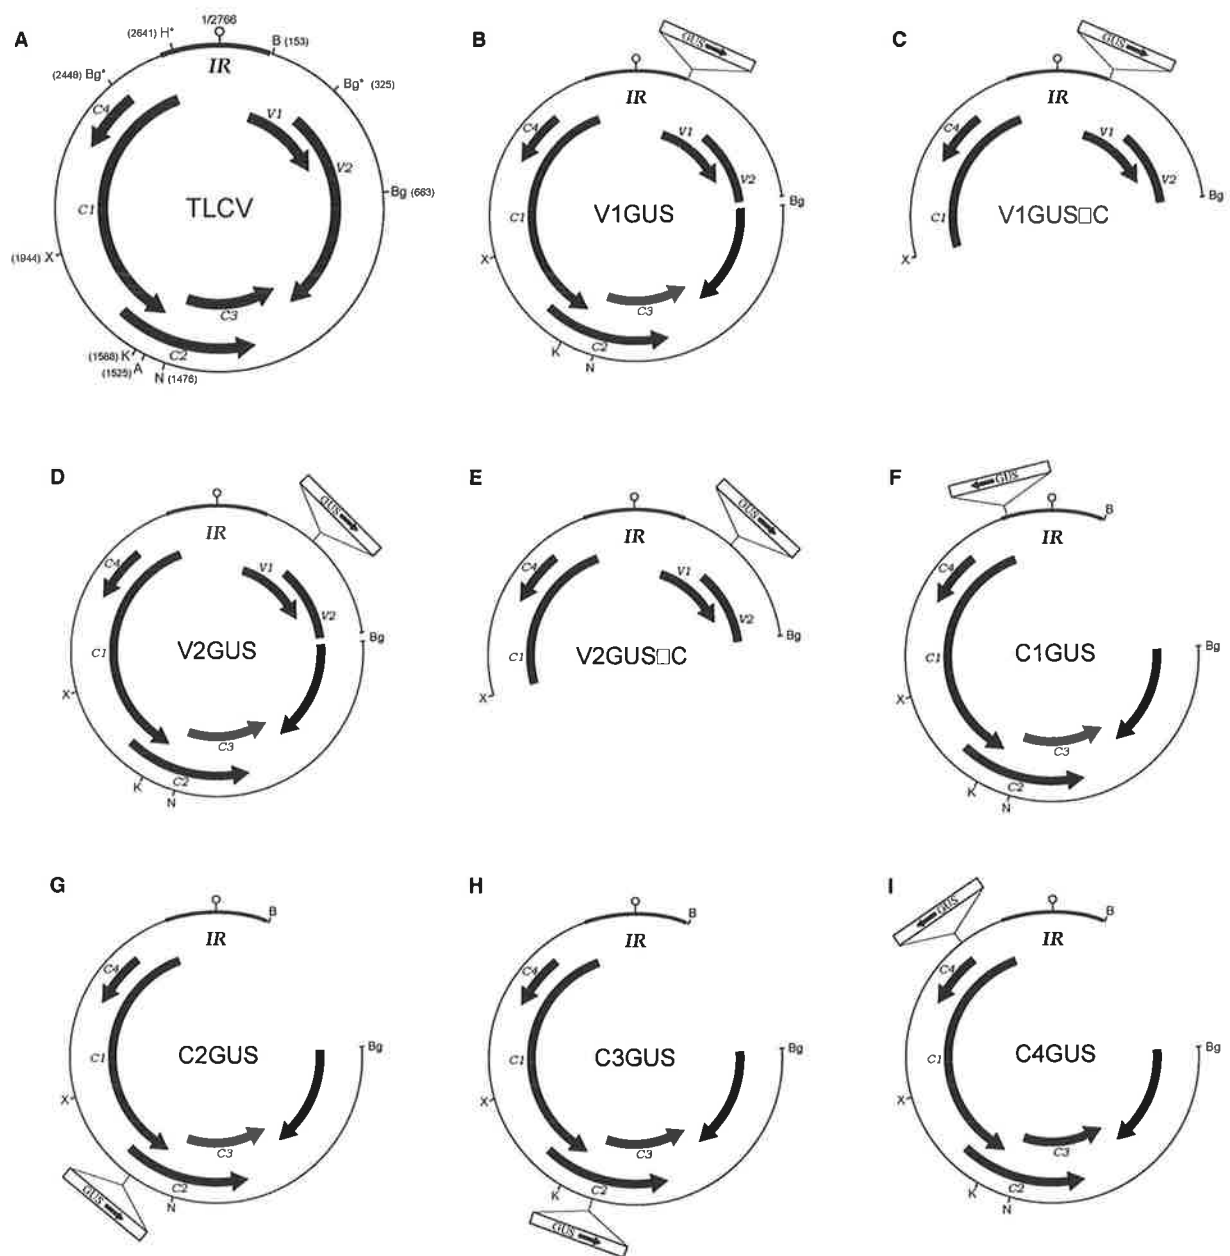 A
1/2766
(2641) H*
B (153)
IR
(2448) Bg*
Bg* (325)
C4
V1
V2
Bg (663)
C1
TLCV
(1944) X
C3
(1588) K
C2
(1525) A
N (1476)
B
GUS
IR
C4
V1
V2
Bg
C1
V1GUS
X
C3
K
C2
N
C
GUS
IR
C4
V1
V2
Bg
C1
V1GUS□C
X
D
GUS
IR
C4
V1
V2
Bg
C1
V2GUS
X
C3
K
C2
N
E
GUS
IR
C4
V1
V2
Bg
C1
V2GUS□C
X
F
GUS
B
IR
C4
Bg
C1
C1GUS
X
C3
K
C2
N
G
B
IR
C4
Bg
C1
C2GUS
X
C3
C2
GUS
N
H
B
IR
C4
Bg
C1
C3GUS
X
C3
K
C2
GUS
I
GUS
B
IR
C4
Bg
C1
C4GUS
X
C3
K
C2
N